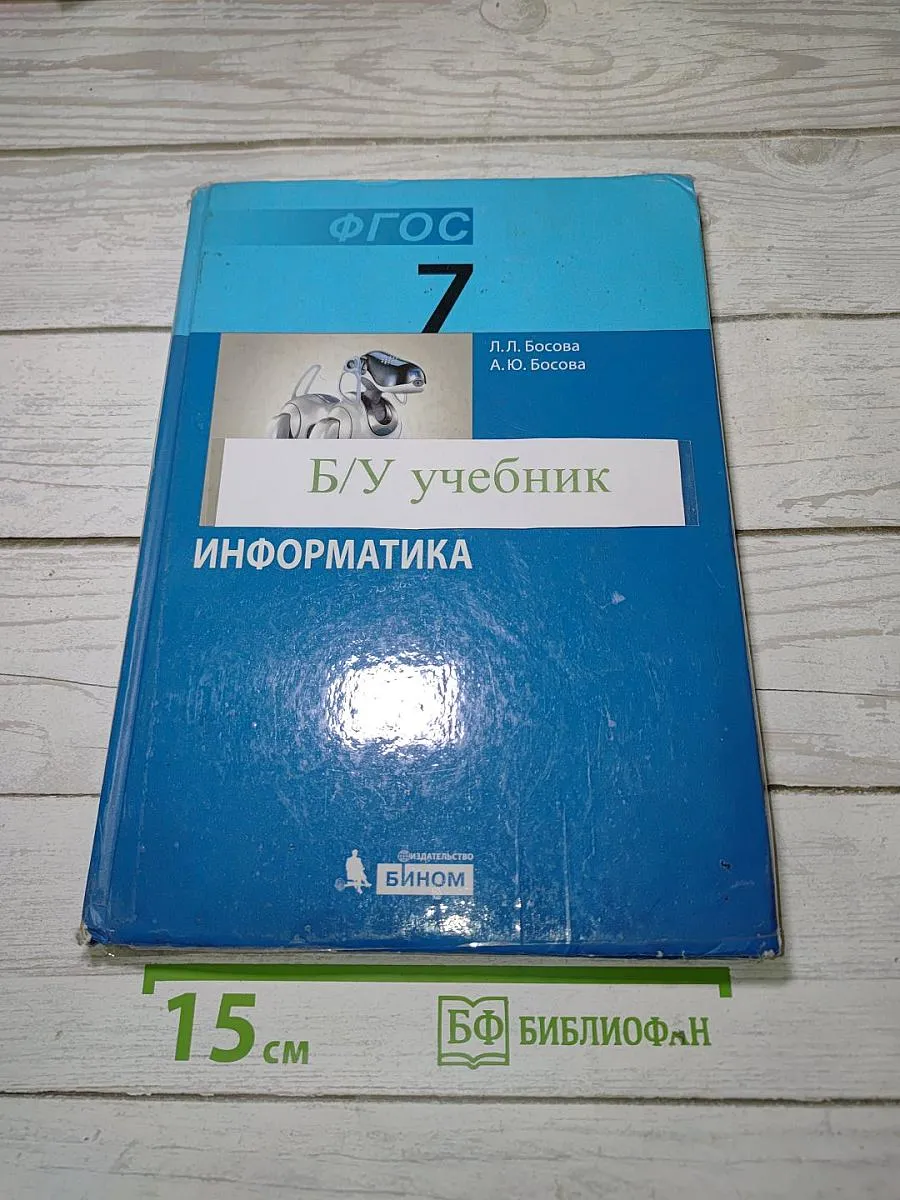 ФГОС
7
Л.Л. Босова
А.Ю. Босова
Б/У учебник
ИНФОРМАТИКА
ИЗДАТЕЛЬСТВО
БИНОМ
15 см
БФ БИБЛИОФАН